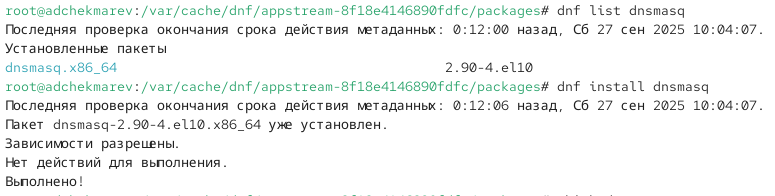 root@adchekmarev:/var/cache/dnf/appstream-8f18e4146890fdfc/packages# dnf list dnsmasq
Последняя проверка окончания срока действия метаданных: 0:12:00 назад, Сб 27 сен 2025 10:04:07.
Установленные пакеты
dnsmasq.x86_64 2.90-4.el10
root@adchekmarev:/var/cache/dnf/appstream-8f18e4146890fdfc/packages# dnf install dnsmasq
Последняя проверка окончания срока действия метаданных: 0:12:06 назад, Сб 27 сен 2025 10:04:07.
Пакет dnsmasq-2.90-4.el10.x86_64 уже установлен.
Зависимости разрешены.
Нет действий для выполнения.
Выполнено!